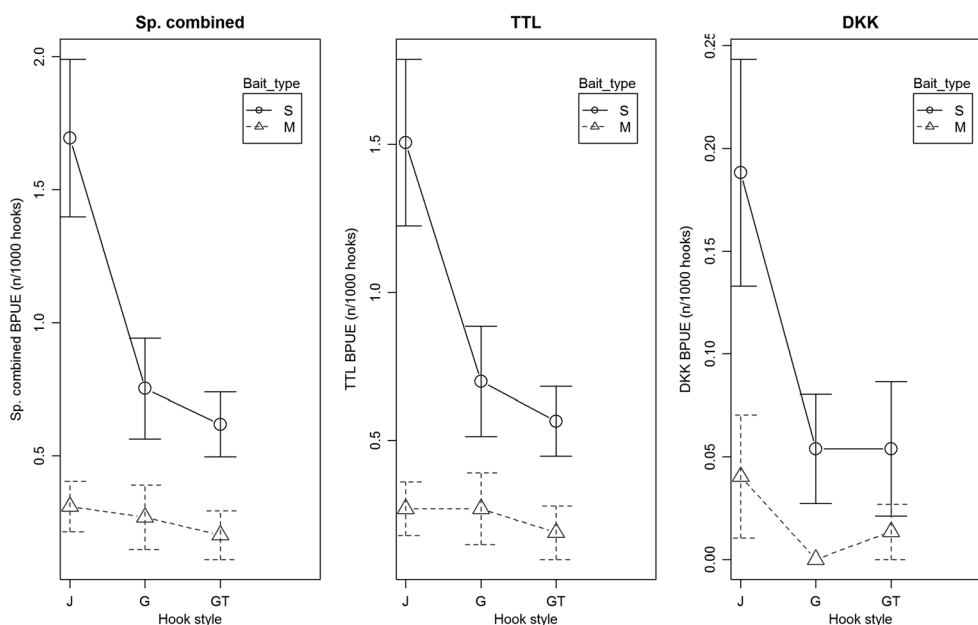 Sp. combined
Sp. combined BPUE (n/1000 hooks)
2.0
1.5
1.0
0.5
Bait_type
S
M
J G GT
Hook style
TTL
TTL BPUE (n/1000 hooks)
1.5
1.0
0.5
Bait_type
S
M
J G GT
Hook style
DKK
DKK BPUE (n/1000 hooks)
0.25
0.20
0.15
0.10
0.05
0.00
Bait_type
S
M
J G GT
Hook style